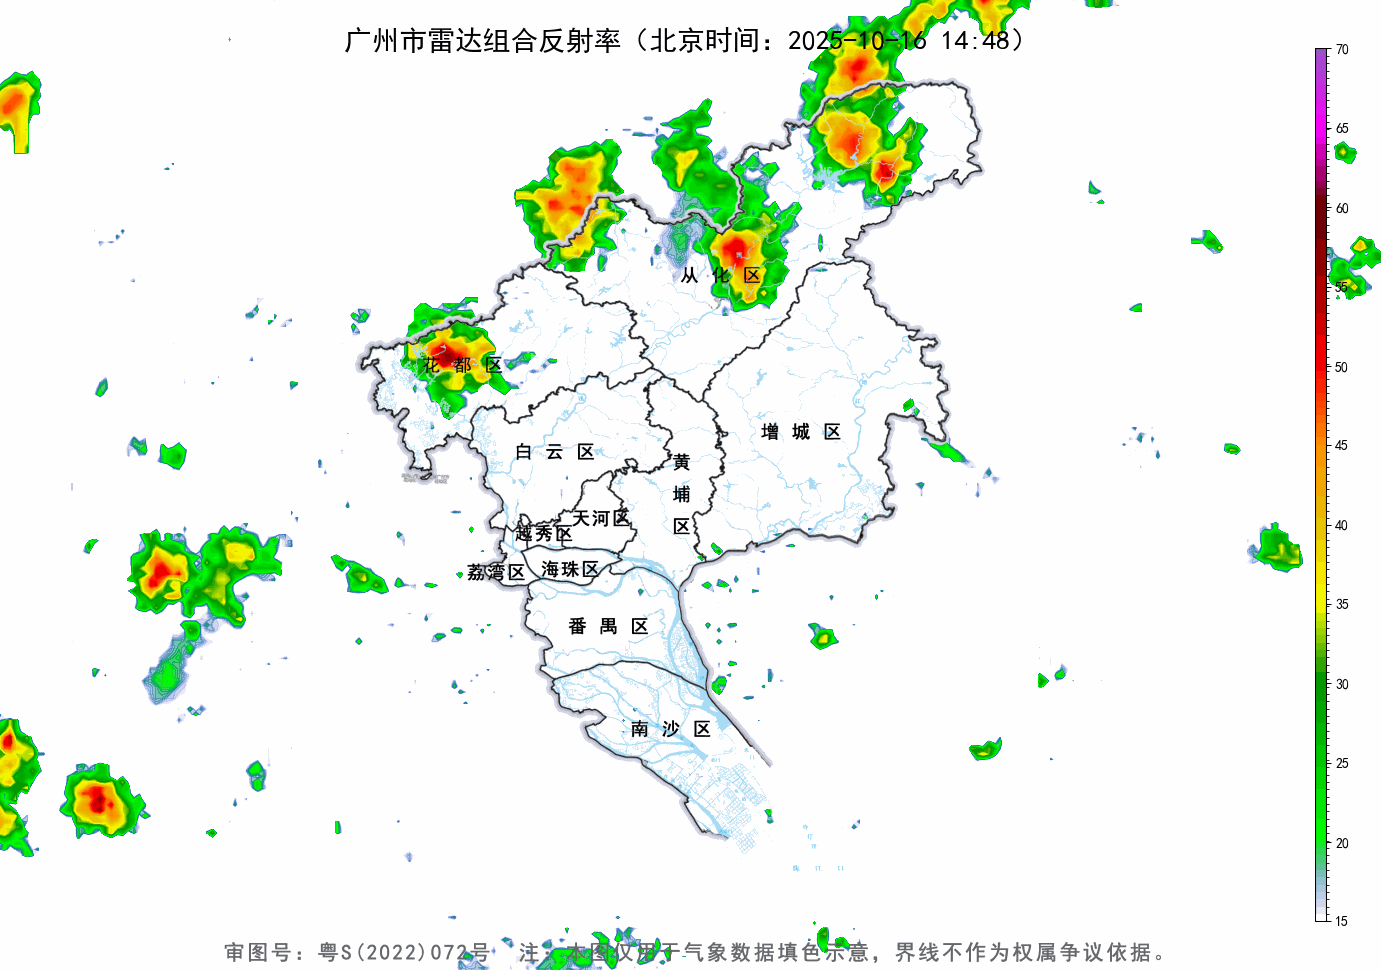 广州市雷达组合反射率（北京时间：2025-10-16 14:48）
70
65
60
55
50
45
40
35
30
25
20
15
从 化 区
花 都 区
增 城 区
白 云 区
黄
埔
区
天河区
越秀区
荔湾区
海珠区
番 禺 区
南 沙 区
审图号：粤S(2022)072号 注：本图仅用于气象数据填色示意，界线不作为权属争议依据。